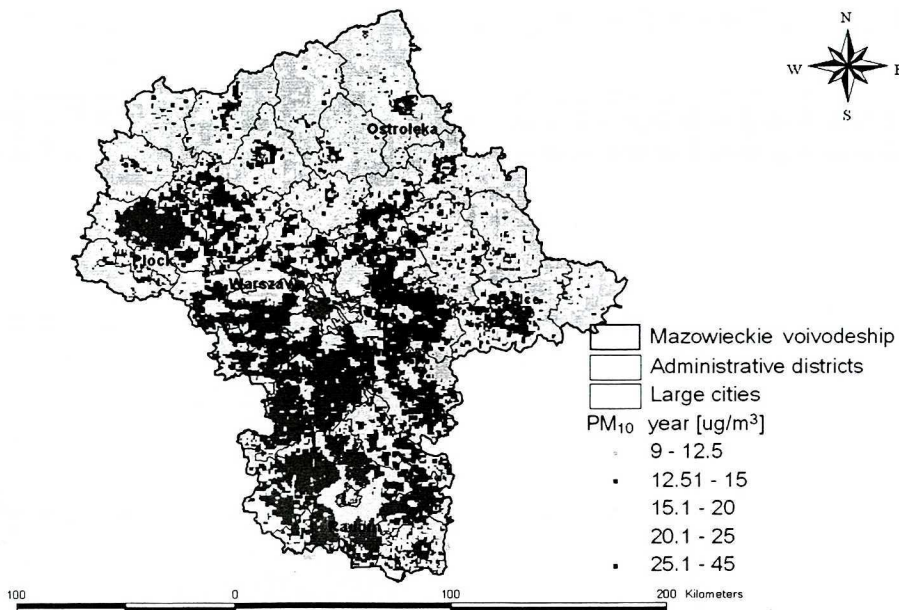 N
W E
S
Ostrołęka
Płock
Warszawa
Radom
Mazowieckie voivodeship
Administrative districts
Large cities
PM₁₀ year [ug/m³]
9 - 12.5
12.51 - 15
15.1 - 20
20.1 - 25
25.1 - 45
100 0 100 200 Kilometers